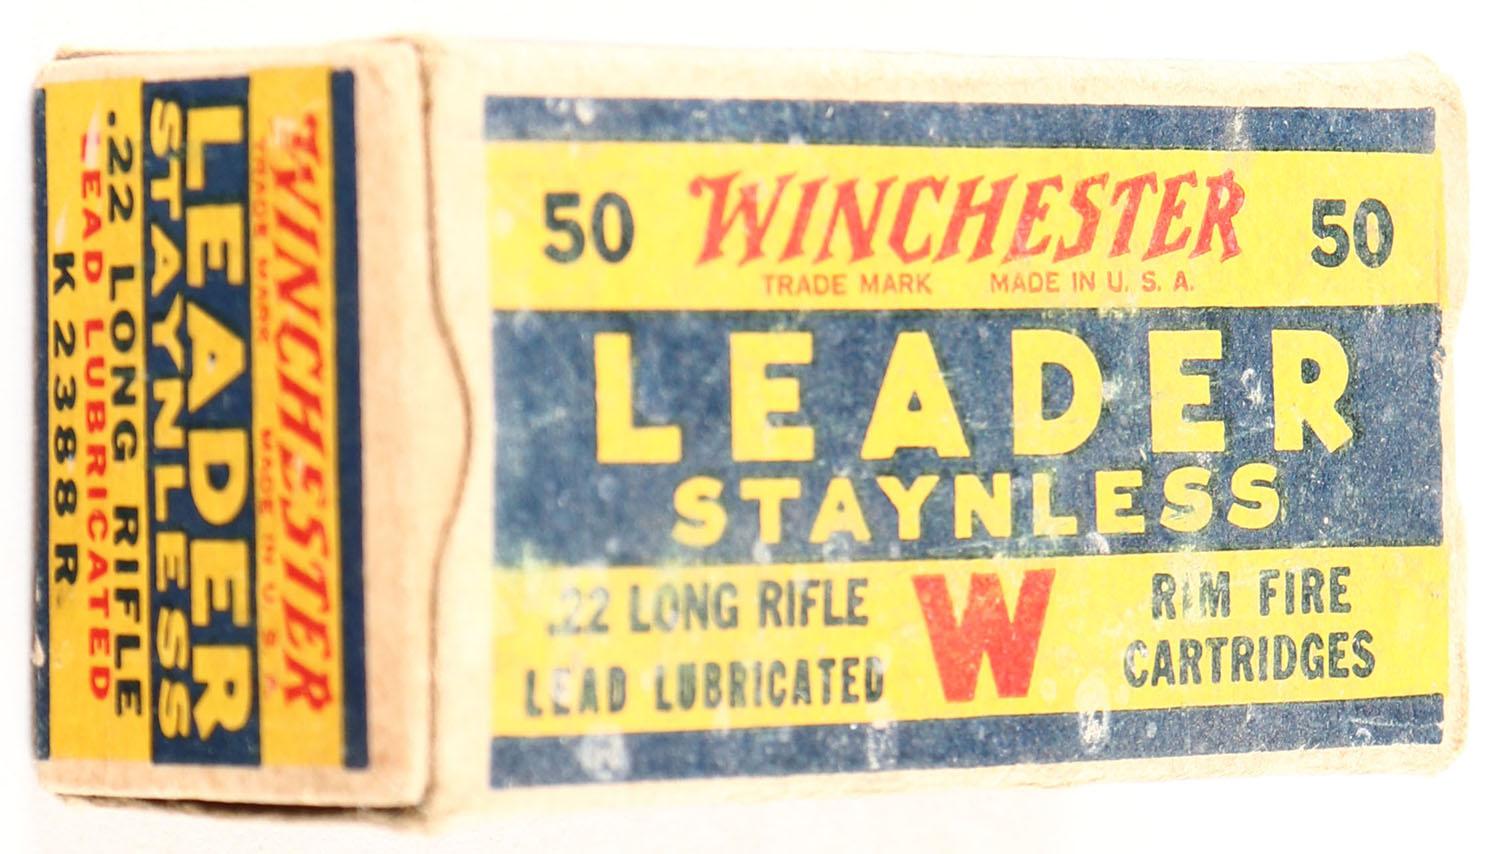 50 WINCHESTER 50
TRADE MARK MADE IN U. S. A.
LEADER
STAYNLESS
.22 LONG RIFLE
LEAD LUBRICATED
W
RIM FIRE
CARTRIDGES
WINCHESTER
TRADE MARK MADE IN U. S. A.
LEADER
STAYNLESS
.22 LONG RIFLE
LEAD LUBRICATED
K 2388R